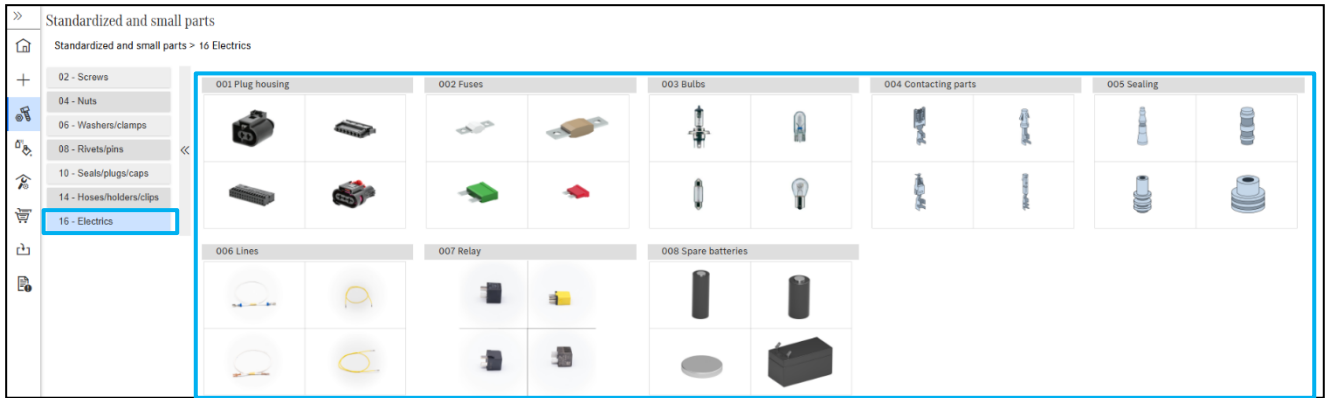 Standardized and small parts
Standardized and small parts > 16 Electrics
02 - Screws
04 - Nuts
06 - Washers/clamps
08 - Rivets/pins
10 - Seals/plugs/caps
14 - Hoses/holders/clips
16 - Electrics
001 Plug housing
002 Fuses
003 Bulbs
004 Contacting parts
005 Sealing
006 Lines
007 Relay
008 Spare batteries